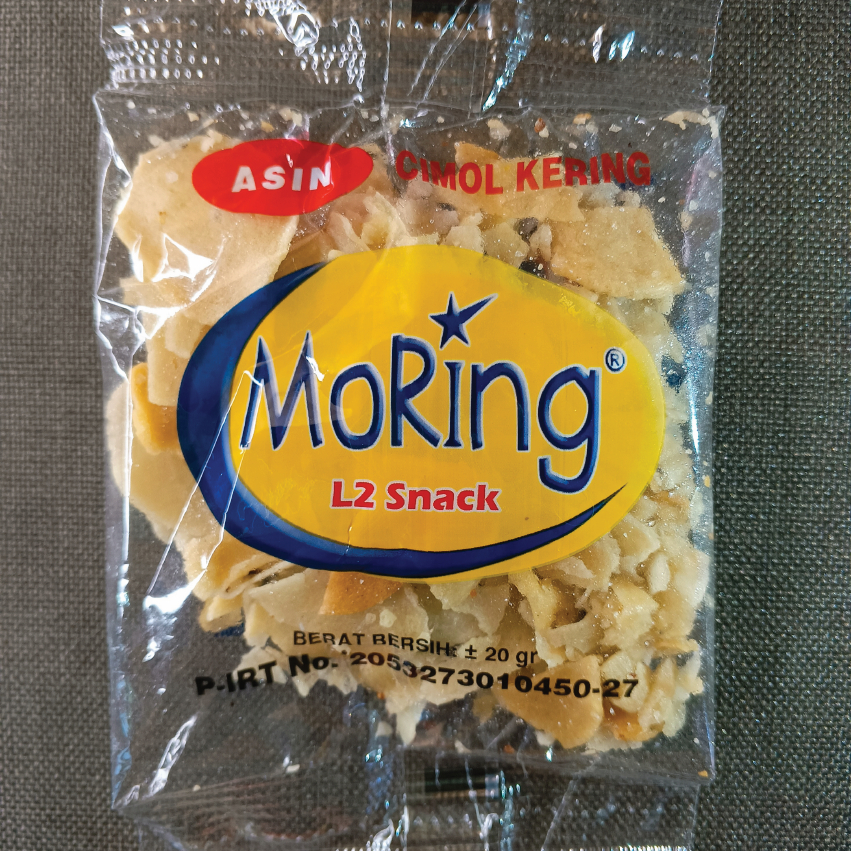 ASIN CIMOL KERING
MoRing®
L2 Snack
BERAT BERSIH: ± 20 gr
P-IRT No. 2053273010450-27